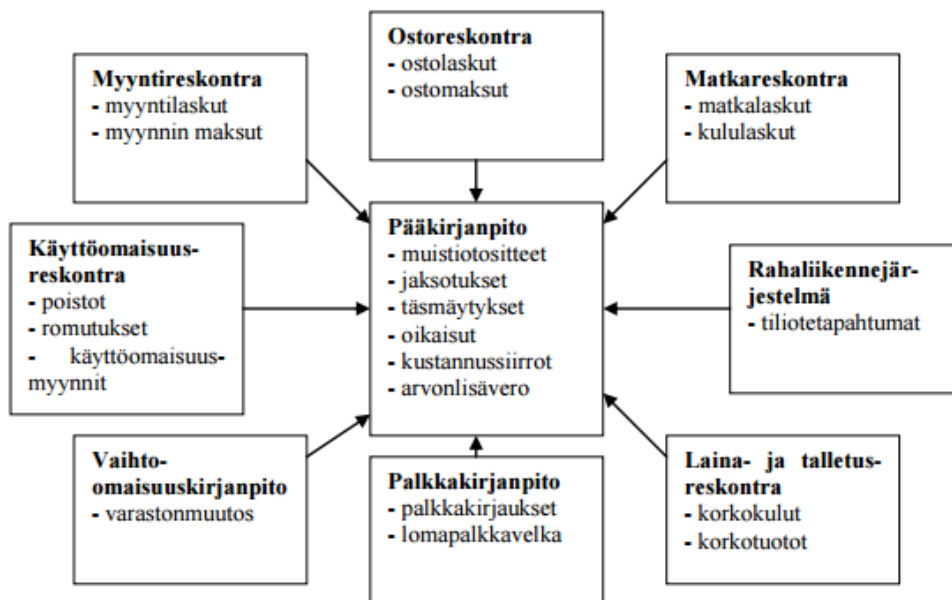 Ostoreskontra
- ostolaskut
- ostomaksut
Myyntireskontra
- myyntilaskut
- myynnin maksut
Matkareskontra
- matkalaskut
- kululaskut
Pääkirjanpito
- muistiotositteet
- jaksotukset
- täsmäytykset
- oikaisut
- kustannussiirrot
- arvonlisävero
Käyttöomaisuus-
reskontra
- poistot
- romutukset
- käyttöomaisuus-
myynnit
Rahaliikennejär-
jestelmä
- tiliotetapahtumat
Vaihto-
omaisuuskirjanpito
- varastonmuutos
Palkkakirjanpito
- palkkakirjaukset
- lomapalkkavelka
Laina- ja talletus-
reskontra
- korkokulut
- korkotuotot